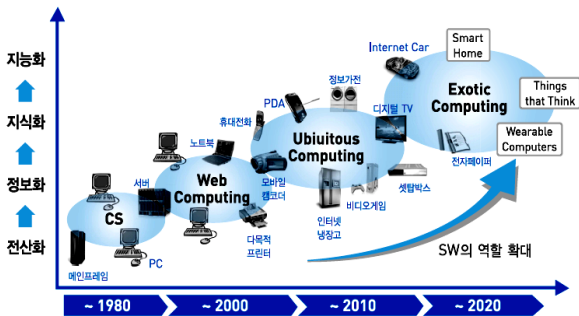 지능화
지식화
정보화
전산화
Internet Car
Smart
Home
Exotic
Computing
Things
that Think
Wearable
Computers
전자페이퍼
정보가전
PDA
디지털 TV
휴대전화
Ubiuitous
Computing
노트북
모바일
캠코더
셋탑박스
비디오게임
인터넷
냉장고
서버
Web
Computing
다목적
프린터
CS
PC
메인프레임
SW의 역할 확대
~ 1980
~ 2000
~ 2010
~ 2020